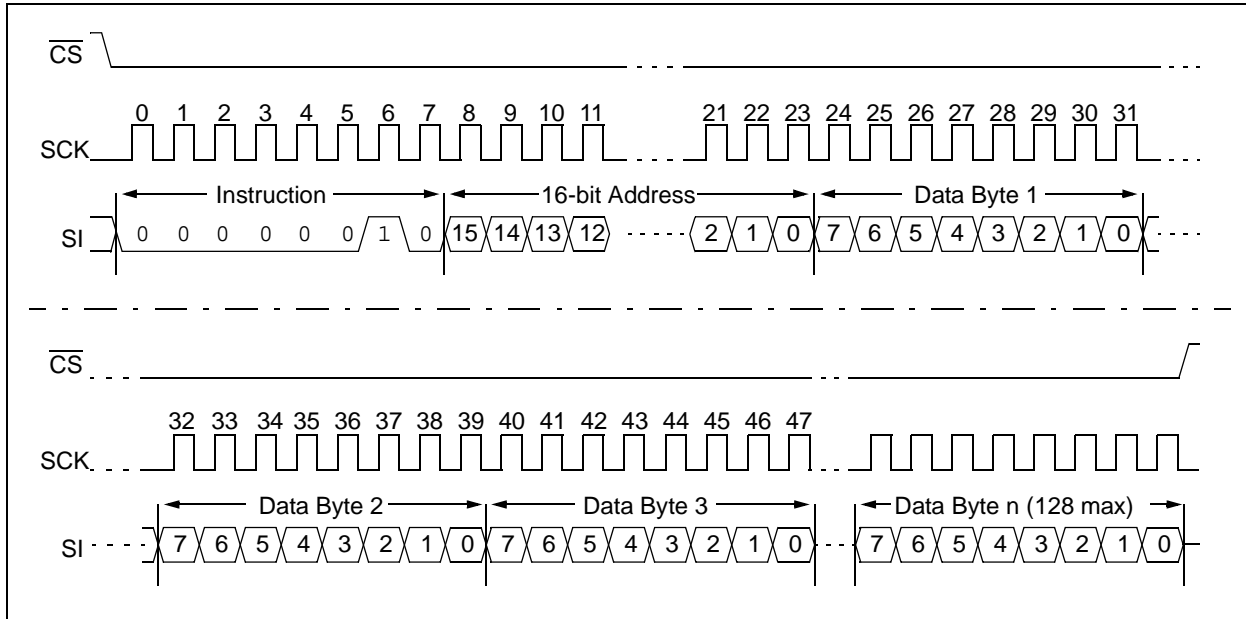 CS
0 1 2 3 4 5 6 7 8 9 10 11 21 22 23 24 25 26 27 28 29 30 31
SCK
Instruction 16-bit Address Data Byte 1
SI 0 0 0 0 0 0 1 0 15 14 13 12 2 1 0 7 6 5 4 3 2 1 0
CS
32 33 34 35 36 37 38 39 40 41 42 43 44 45 46 47
SCK
Data Byte 2 Data Byte 3 Data Byte n (128 max)
SI 7 6 5 4 3 2 1 0 7 6 5 4 3 2 1 0 7 6 5 4 3 2 1 0